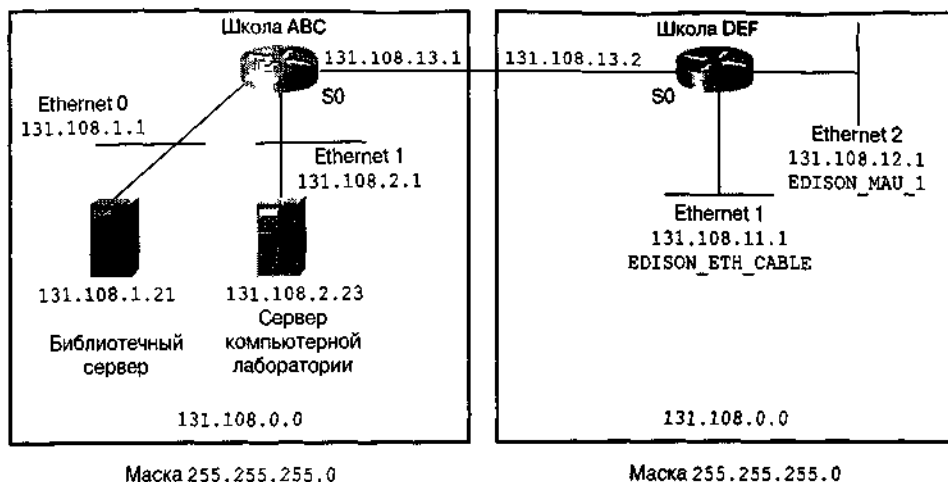 Школа ABC
131.108.13.1
S0
Ethernet 0
131.108.1.1
Ethernet 1
131.108.2.1
131.108.1.21
131.108.2.23
Библиотечный
сервер
Сервер
компьютерной
лаборатории
131.108.0.0
Маска 255.255.255.0
Школа DEF
131.108.13.2
S0
Ethernet 2
131.108.12.1
EDISON_MAU_1
Ethernet 1
131.108.11.1
EDISON_ETH_CABLE
131.108.0.0
Маска 255.255.255.0